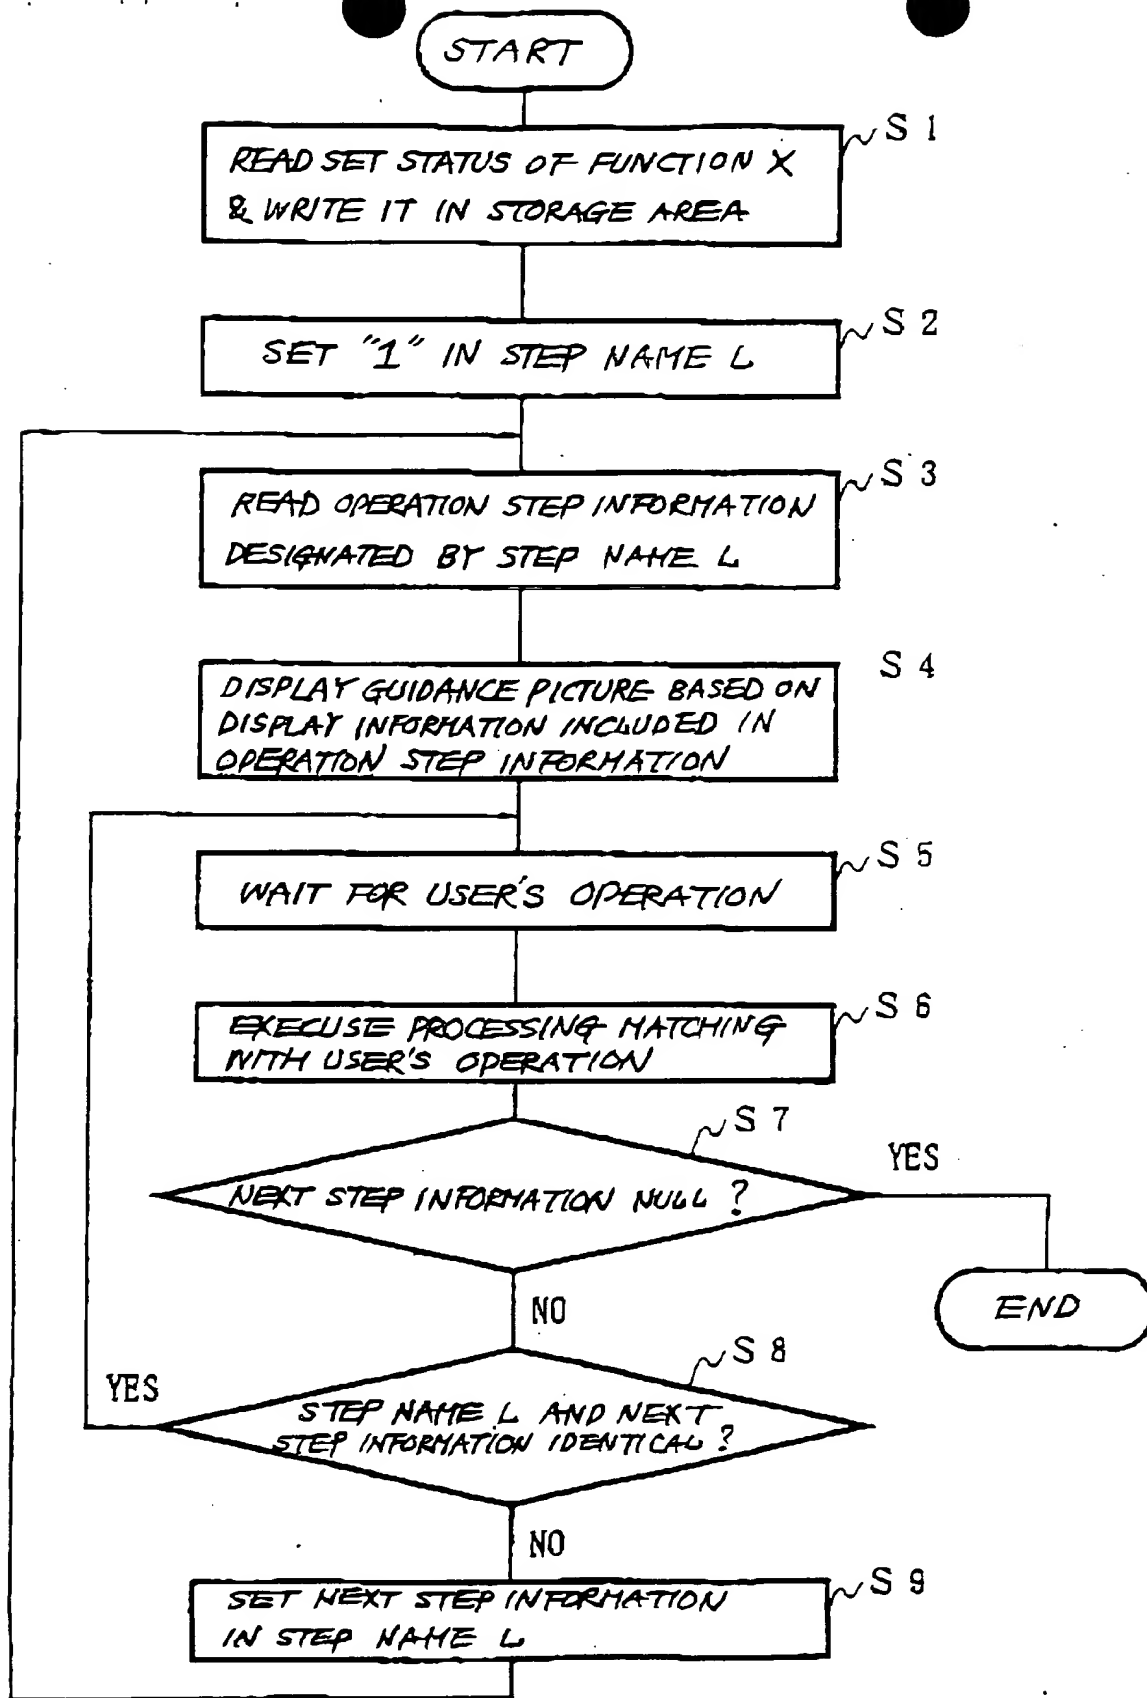 START
S 1
READ SET STATUS OF FUNCTION X
& WRITE IT IN STORAGE AREA
S 2
SET "1" IN STEP NAME L
S 3
READ OPERATION STEP INFORMATION
DESIGNATED BY STEP NAME L
S 4
DISPLAY GUIDANCE PICTURE BASED ON
DISPLAY INFORMATION INCLUDED IN
OPERATION STEP INFORMATION
S 5
WAIT FOR USER'S OPERATION
S 6
EXECUSE PROCESSING MATCHING
WITH USER'S OPERATION
S 7
YES
NEXT STEP INFORMATION NULL ?
END
NO
S 8
YES
STEP NAME L AND NEXT
STEP INFORMATION IDENTICAL ?
NO
S 9
SET NEXT STEP INFORMATION
IN STEP NAME L